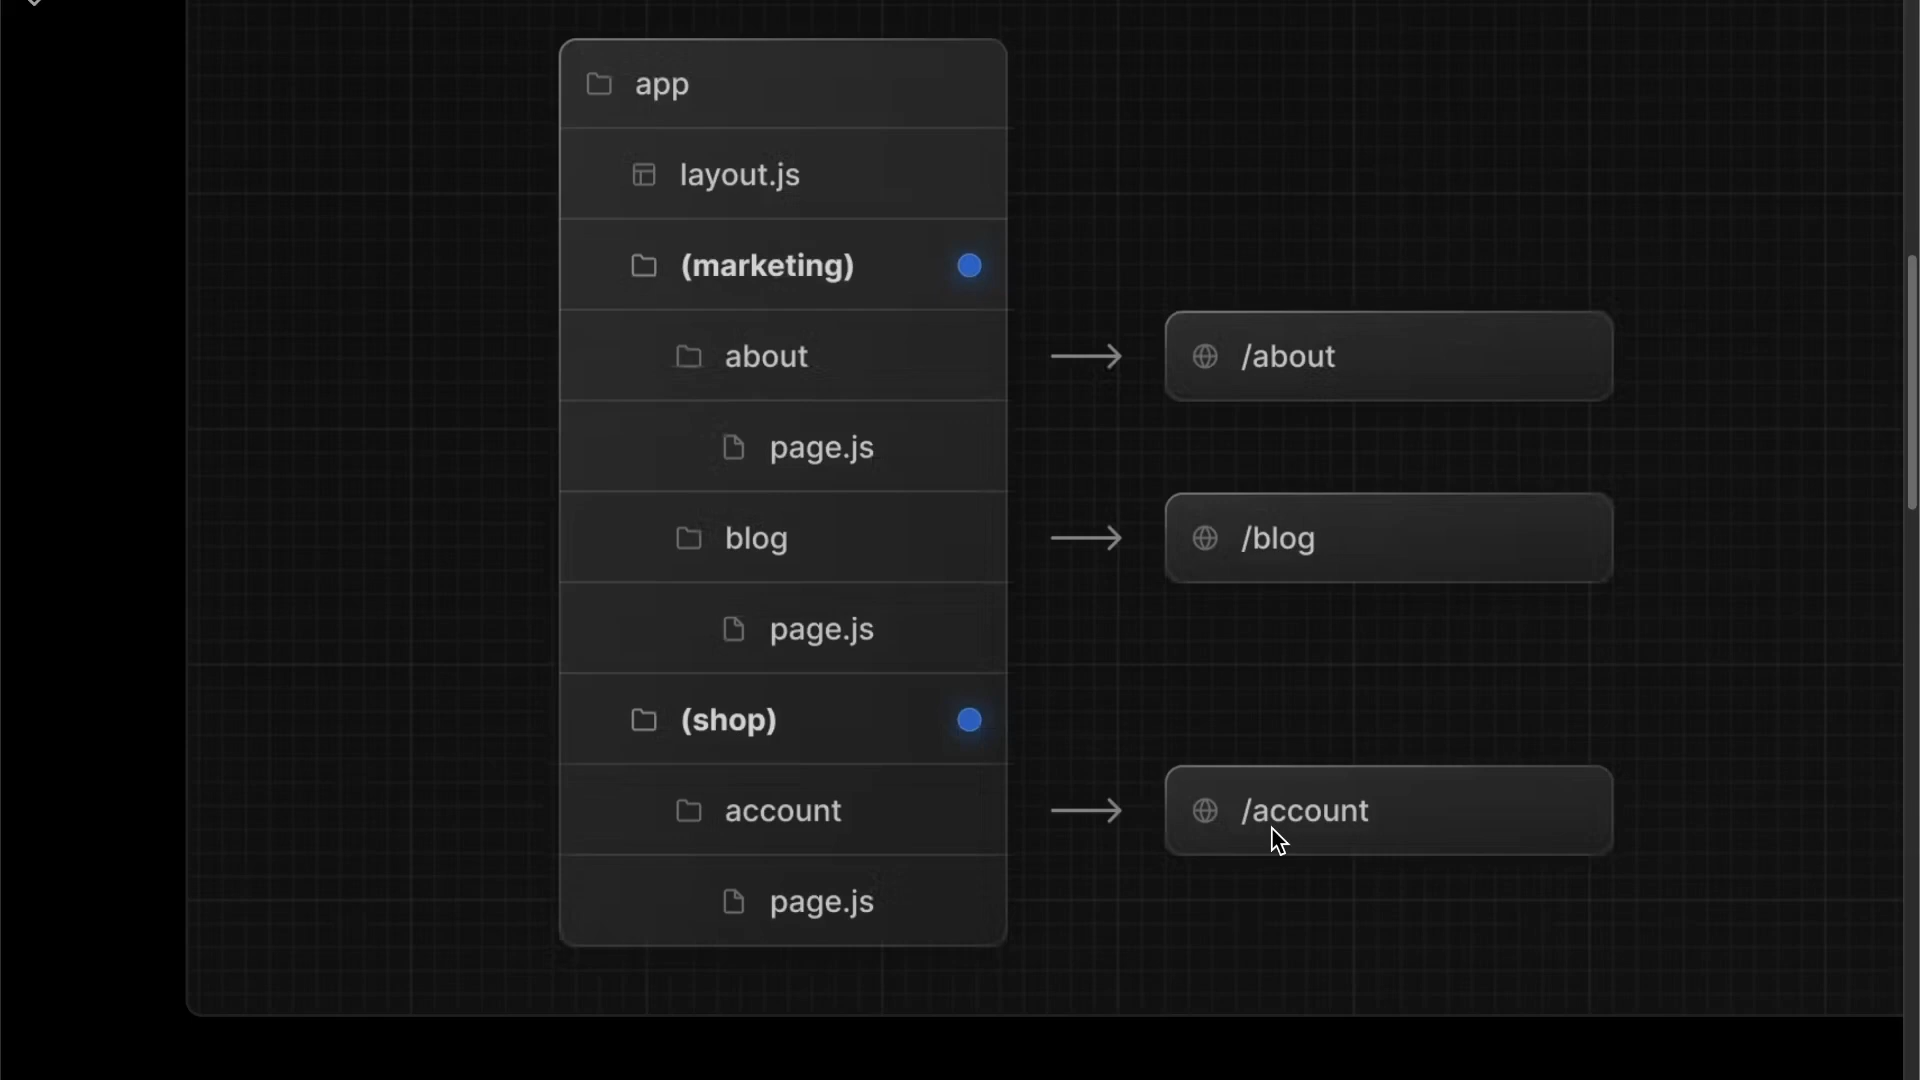 app
layout.js
(marketing)
about
/about
page.js
blog
/blog
page.js
(shop)
account
/account
page.js